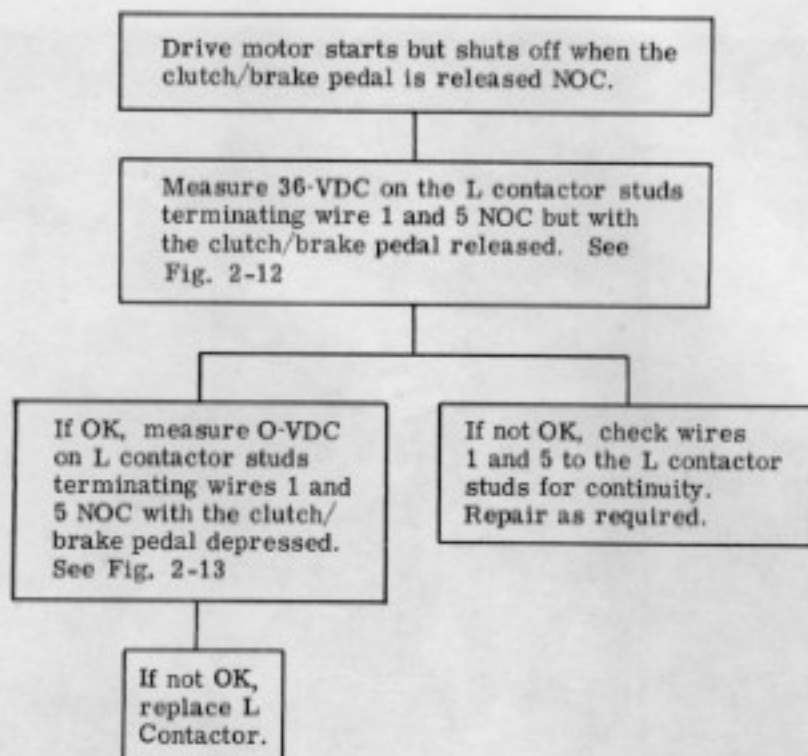 Drive motor starts but shuts off when the
clutch/brake pedal is released NOC.
Measure 36-VDC on the L contactor studs
terminating wire 1 and 5 NOC but with
the clutch/brake pedal released. See
Fig. 2-12
If OK, measure O-VDC
on L contactor studs
terminating wires 1 and
5 NOC with the clutch/
brake pedal depressed.
See Fig. 2-13
If not OK, check wires
1 and 5 to the L contactor
studs for continuity.
Repair as required.
If not OK,
replace L
Contactor.